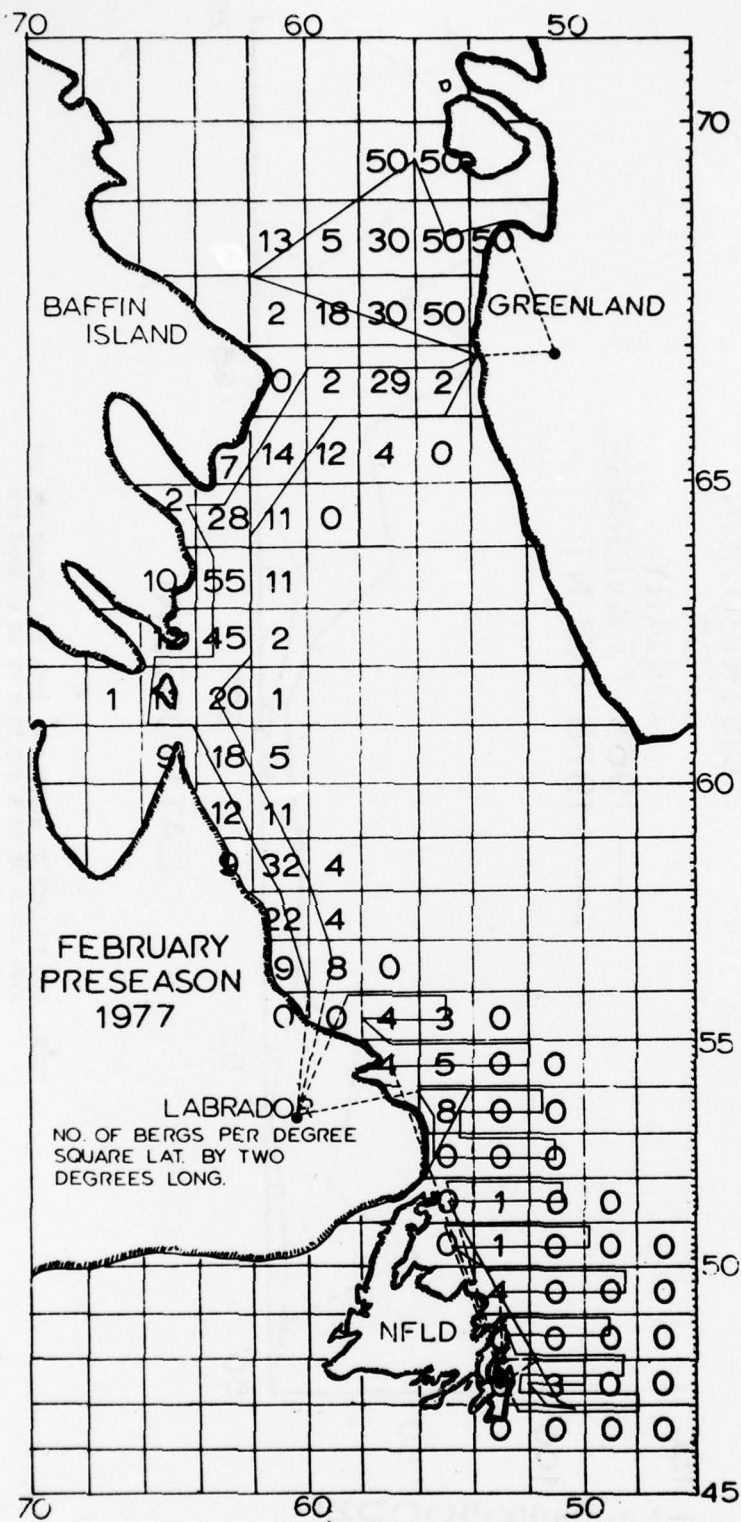 70 60 50
70
50 50
13 5 30 50 50
BAFFIN
ISLAND
2 18 30 50
GREENLAND
0 2 29 2
7 14 12 4 0
65
2 28 11 0
10 55 11
45 2
1 20 1
9 18 5
60
12 11
9 32 4
22 4
FEBRUARY
PRESEASON
1977
9 8 0
0 0 4 3 0
55
4 5 0 0
LABRADOR
8 0 0
NO. OF BERGS PER DEGREE
SQUARE LAT. BY TWO
DEGREES LONG.
0 0 0
0 1 0 0
0 1 0 0 0
50
4 0 0 0
NFLD
0 0 0
3 0 0
0 0 0 0
45
70 60 50